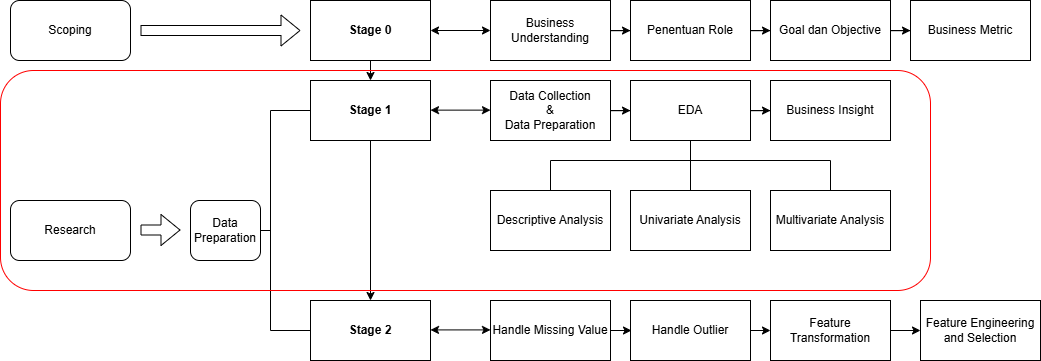 Scoping
Stage 0
Business
Understanding
Penentuan Role
Goal dan Objective
Business Metric
Stage 1
Data Collection
&
Data Preparation
EDA
Business Insight
Research
Data
Preparation
Descriptive Analysis
Univariate Analysis
Multivariate Analysis
Stage 2
Handle Missing Value
Handle Outlier
Feature
Transformation
Feature Engineering
and Selection